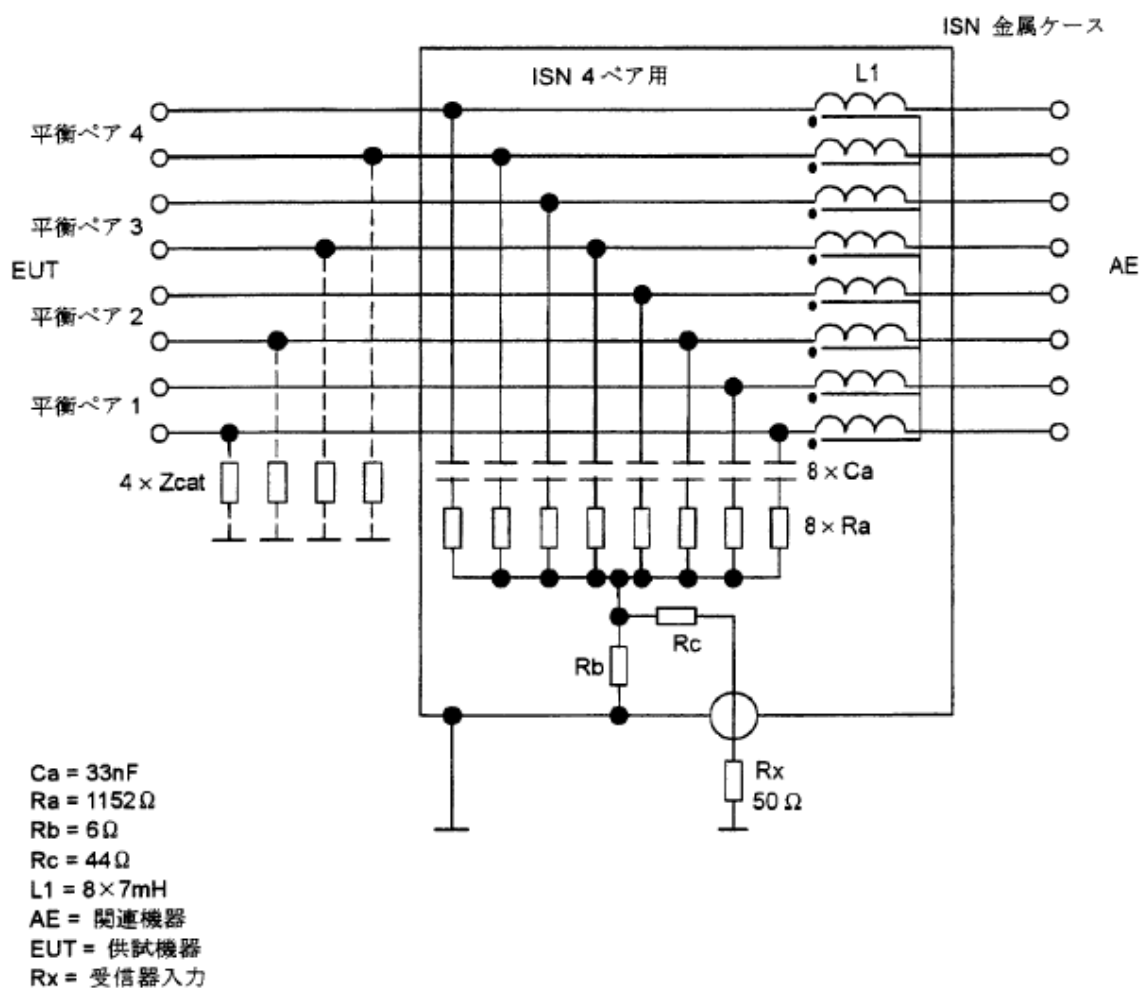 ISN 金属ケース
ISN 4ペア用
L1
平衡ペア 4
平衡ペア 3
EUT
AE
平衡ペア 2
平衡ペア 1
4 × Zcat
8 × Ca
8 × Ra
Rc
Rb
Rx
50 Ω
Ca = 33nF
Ra = 1152Ω
Rb = 6Ω
Rc = 44Ω
L1 = 8×7mH
AE = 関連機器
EUT = 供試機器
Rx = 受信器入力